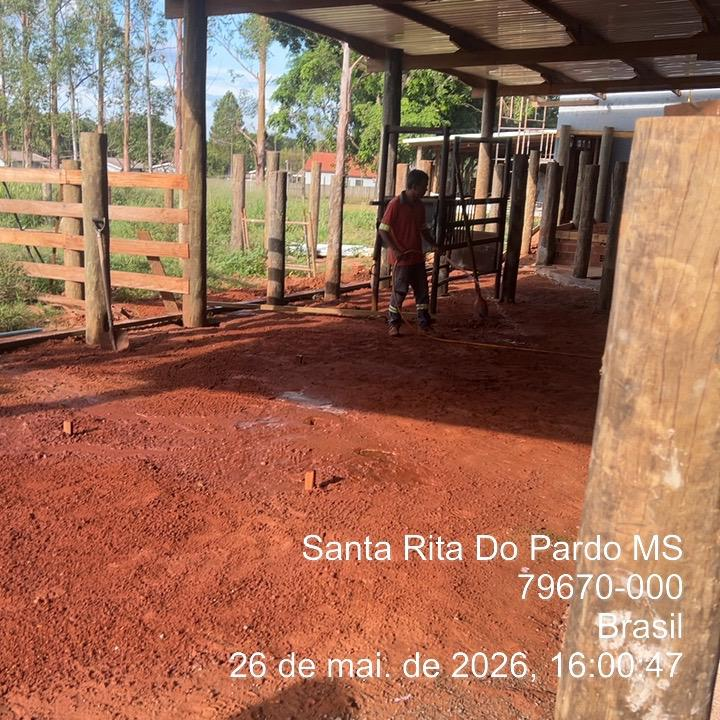 Santa Rita Do Pardo MS
79670-000
Brasil
26 de mai. de 2026, 16:00:47